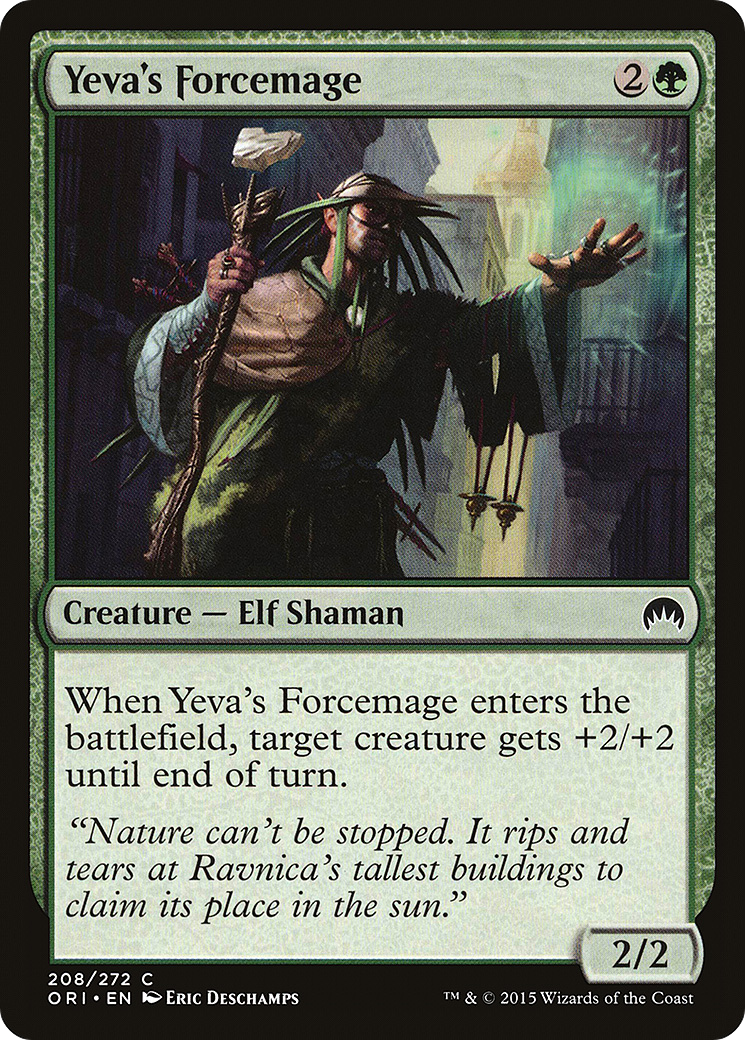 Yeva's Forcemage 2
Creature — Elf Shaman
When Yeva's Forcemage enters the
battlefield, target creature gets +2/+2
until end of turn.
“Nature can't be stopped. It rips and
tears at Ravnica's tallest buildings to
claim its place in the sun.”
2/2
208/272 C
ORI • EN Eric Deschamps
™ & © 2015 Wizards of the Coast